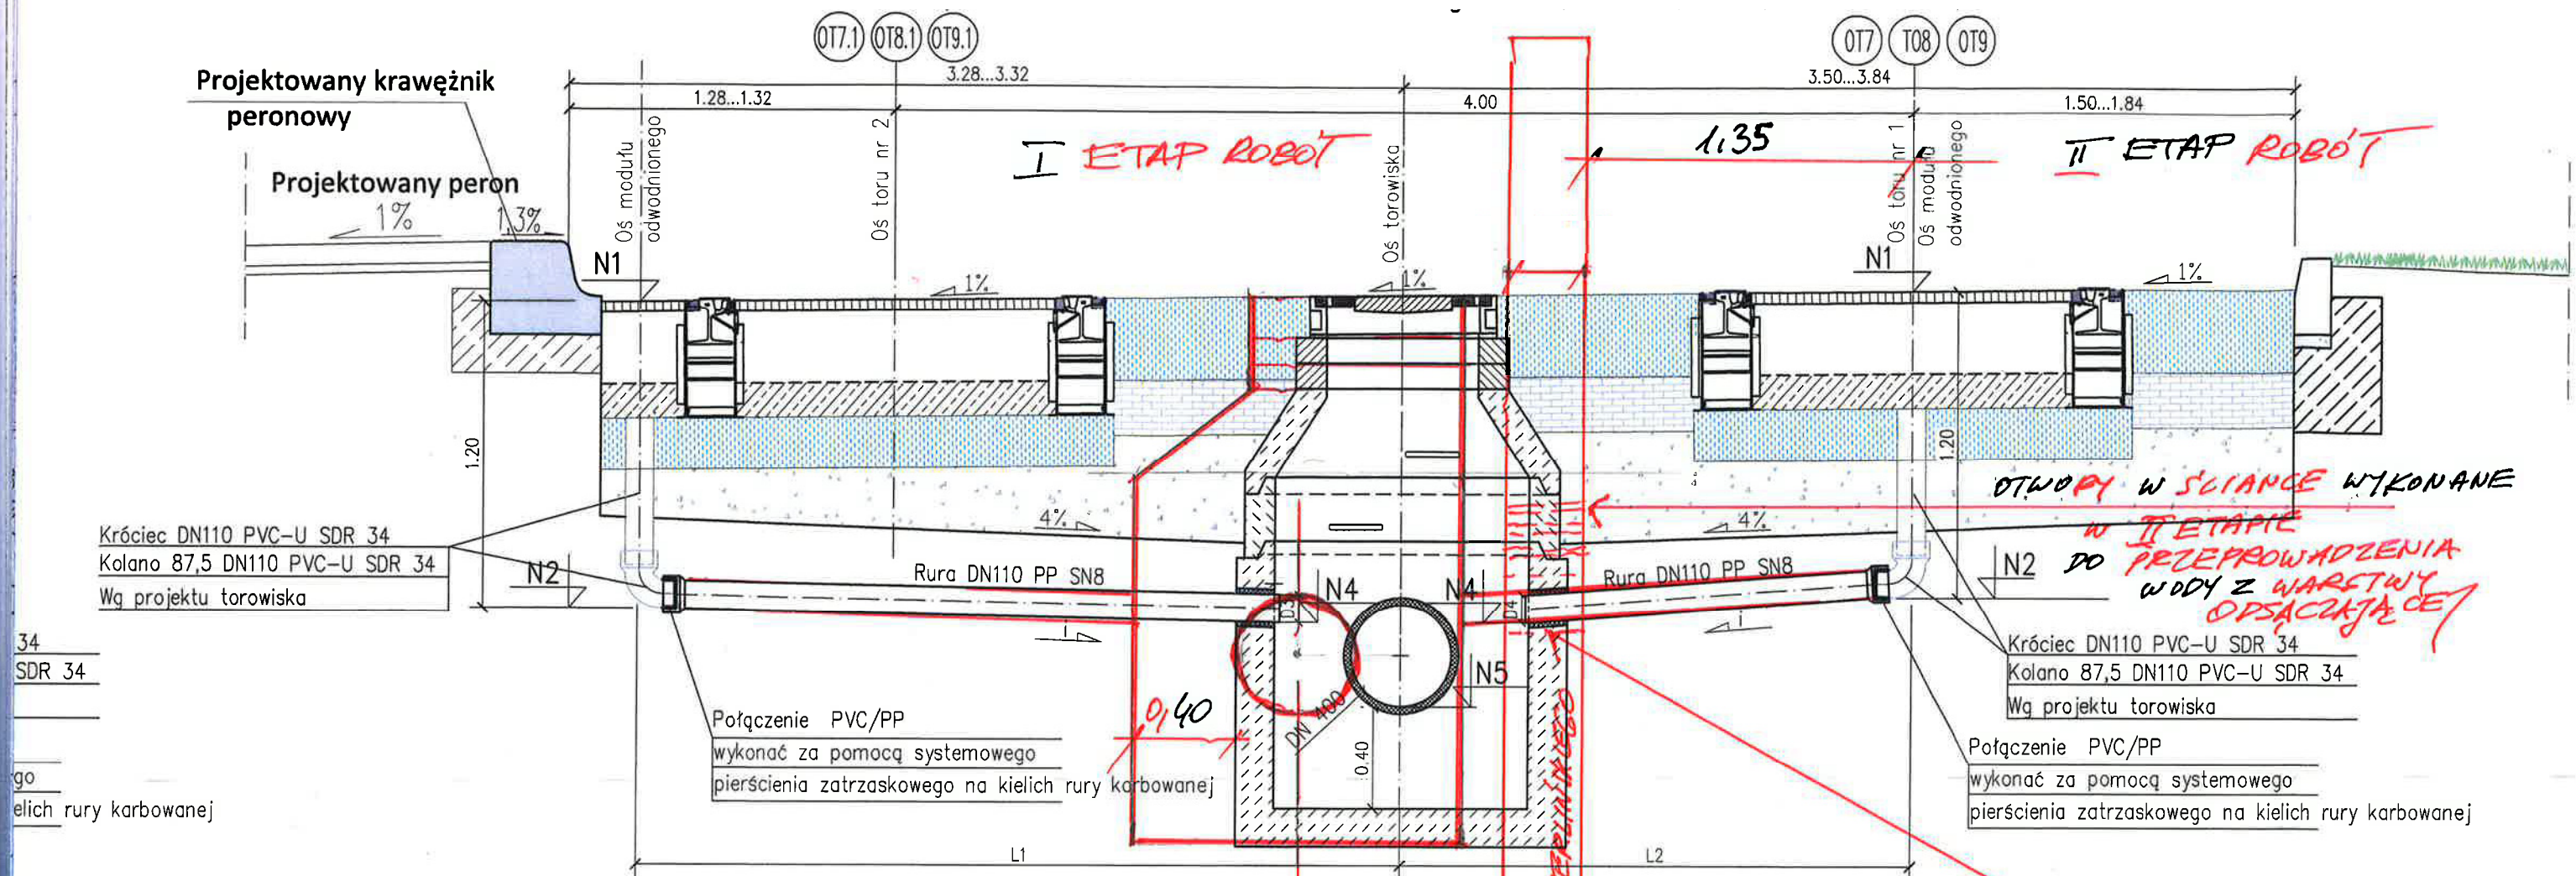 OT7.1 OT8.1 OT9.1
OT7 T08 OT9
3.28...3.32
3.50...3.84
1.28...1.32
4.00
1.50...1.84
Projektowany krawężnik
peronowy
Projektowany peron
1%
1,3%
Oś modułu
odwodnionego
Oś toru nr 2
I ETAP ROBÓT
Oś torowiska
1,35
Oś toru nr 1
Oś modułu
odwodnionego
II ETAP ROBÓT
N1
1%
1%
N1
1%
1.20
1.20
4%
4%
OTWORY W ŚCIANCE WYKONANE
W II ETAPIE
DO PRZEPROWADZENIA
WODY Z WARSTWY
ODSĄCZAJĄCEJ
Króciec DN110 PVC-U SDR 34
Kolano 87,5 DN110 PVC-U SDR 34
Wg projektu torowiska
N2
Rura DN110 PP SN8
D3
N4
N4
D4
Rura DN110 PP SN8
N2
i
i
34
SDR 34
Króciec DN110 PVC-U SDR 34
Kolano 87,5 DN110 PVC-U SDR 34
Wg projektu torowiska
N5
DN 400
0,40
0.40
Połączenie PVC/PP
wykonać za pomocą systemowego
pierścienia zatrzaskowego na kielich rury karbowanej
Połączenie PVC/PP
wykonać za pomocą systemowego
pierścienia zatrzaskowego na kielich rury karbowanej
go
elich rury karbowanej
L1
L2